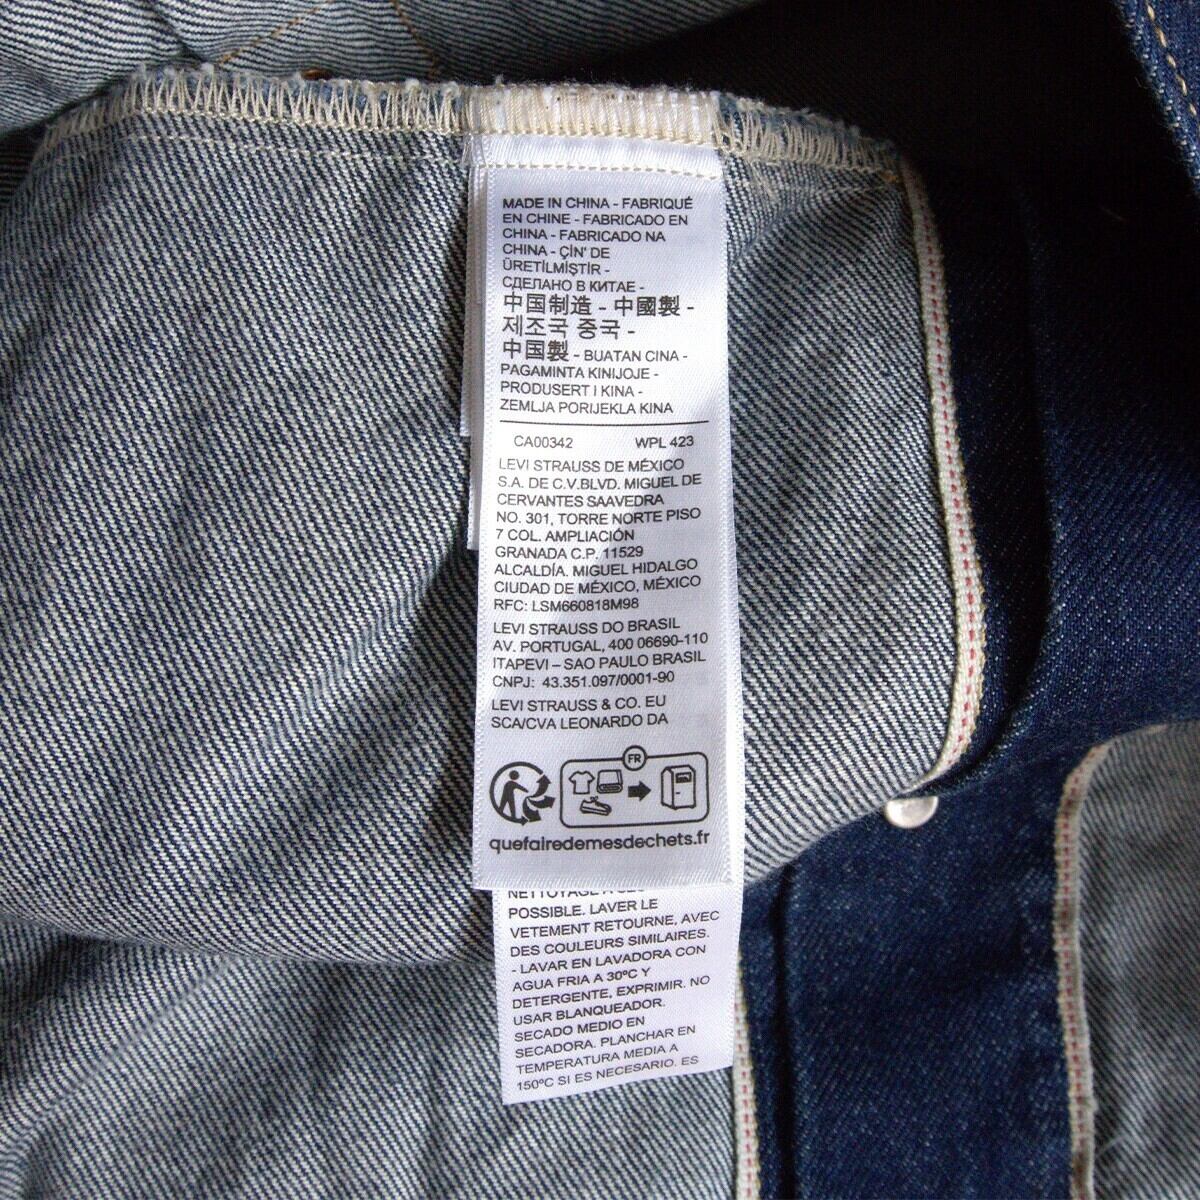 MADE IN CHINA - FABRIQUÉ
EN CHINE - FABRICADO EN
CHINA - FABRICADO NA
CHINA - ÇİN' DE
ÜRETİLMİŞTİR -
СДЕЛАНО В КИТАЕ -
中国制造 - 中國製 -
제조국 중국 -
中国製 - BUATAN CINA -
PAGAMINTA KINIJOJE -
PRODUSERT I KINA -
ZEMLJA PORIJEKLA KINA
CA00342 WPL 423
LEVI STRAUSS DE MÉXICO
S.A. DE C.V.BLVD. MIGUEL DE
CERVANTES SAAVEDRA
NO. 301, TORRE NORTE PISO
7 COL. AMPLIACIÓN
GRANADA C.P. 11529
ALCALDÍA. MIGUEL HIDALGO
CIUDAD DE MÉXICO, MÉXICO
RFC: LSM660818M98
LEVI STRAUSS DO BRASIL
AV. PORTUGAL, 400 06690-110
ITAPEVI – SAO PAULO BRASIL
CNPJ: 43.351.097/0001-90
LEVI STRAUSS & CO. EU
SCA/CVA LEONARDO DA
FR
quefairedemesdechets.fr
NETTOYAGE A
POSSIBLE. LAVER LE
VETEMENT RETOURNE, AVEC
DES COULEURS SIMILAIRES.
- LAVAR EN LAVADORA CON
AGUA FRIA A 30ºC Y
DETERGENTE, EXPRIMIR. NO
USAR BLANQUEADOR.
SECADO MEDIO EN
SECADORA. PLANCHAR EN
TEMPERATURA MEDIA A
150ºC SI ES NECESARIO. ES